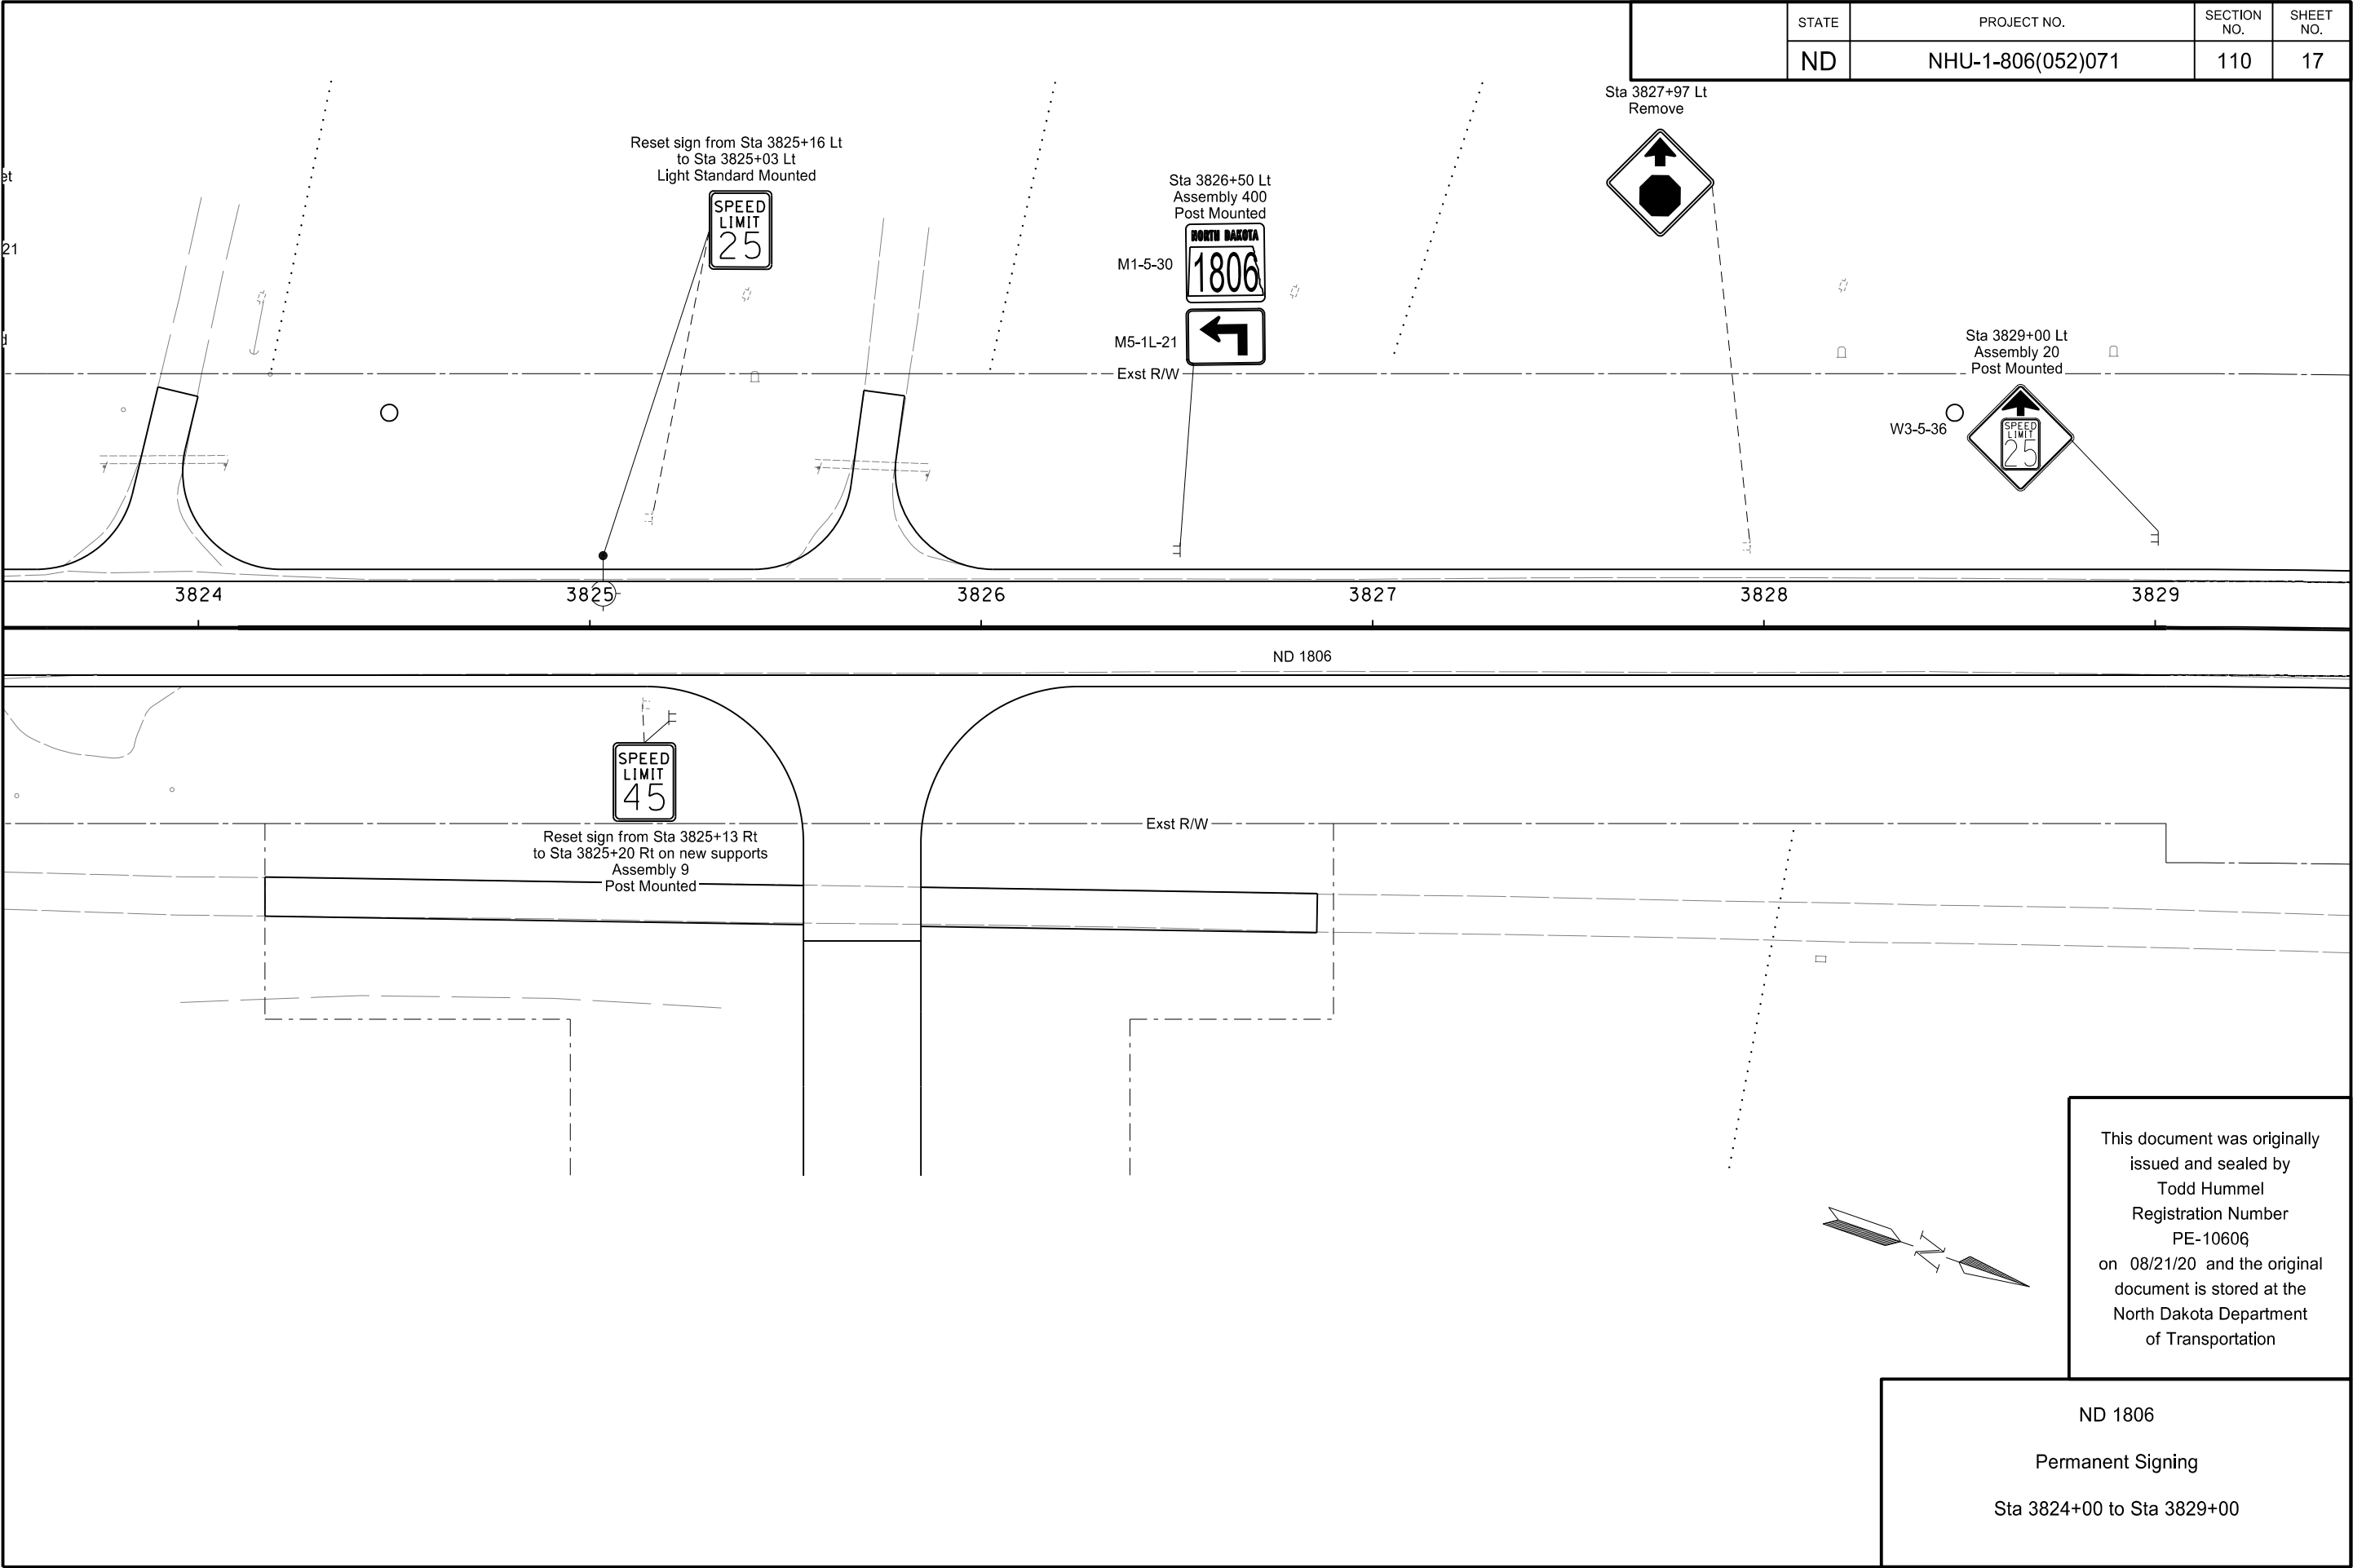 STATE
PROJECT NO.
SECTION NO.
SHEET NO.
ND
NHU-1-806(052)071
110
17
Sta 3827+97 Lt
Remove
Reset sign from Sta 3825+16 Lt
to Sta 3825+03 Lt
Light Standard Mounted
SPEED
LIMIT
25
et
21
d
Sta 3826+50 Lt
Assembly 400
Post Mounted
NORTH DAKOTA
M1-5-30
1806
M5-1L-21
Exst R/W
Sta 3829+00 Lt
Assembly 20
Post Mounted
W3-5-36
SPEED
LIMIT
25
3824
3825
3826
3827
3828
3829
ND 1806
SPEED
LIMIT
45
Exst R/W
Reset sign from Sta 3825+13 Rt
to Sta 3825+20 Rt on new supports
Assembly 9
Post Mounted
N
This document was originally
issued and sealed by
Todd Hummel
Registration Number
PE-10606,
on 08/21/20 and the original
document is stored at the
North Dakota Department
of Transportation
ND 1806
Permanent Signing
Sta 3824+00 to Sta 3829+00